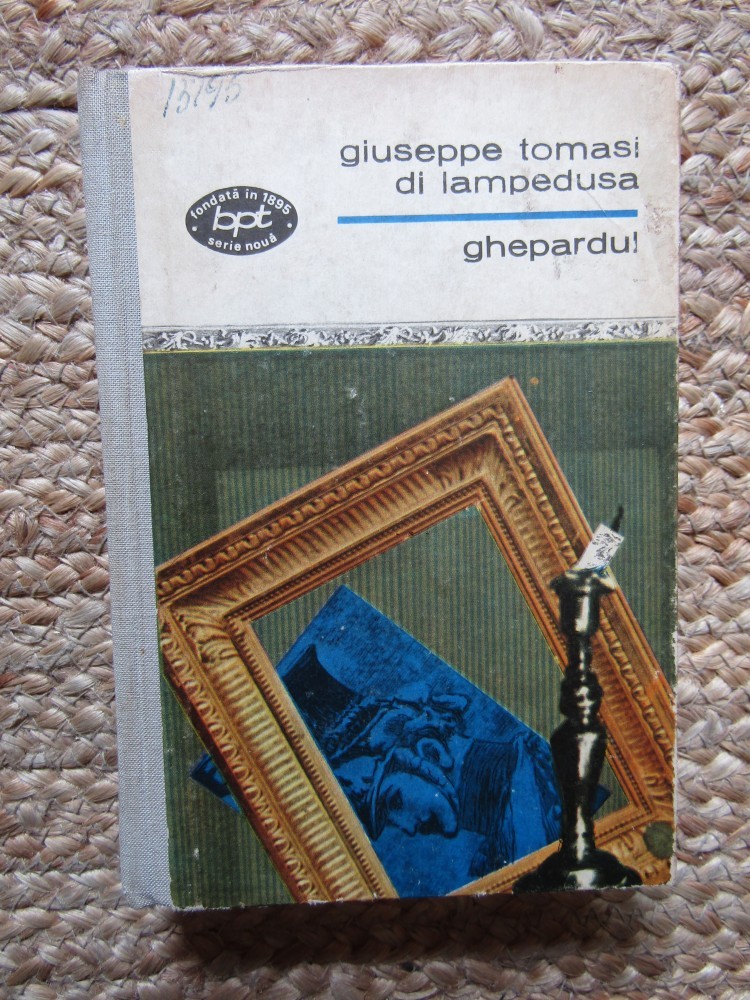 13795
giuseppe tomasi
di lampedusa
fondată în 1895
bpt
serie nouă
ghepardul